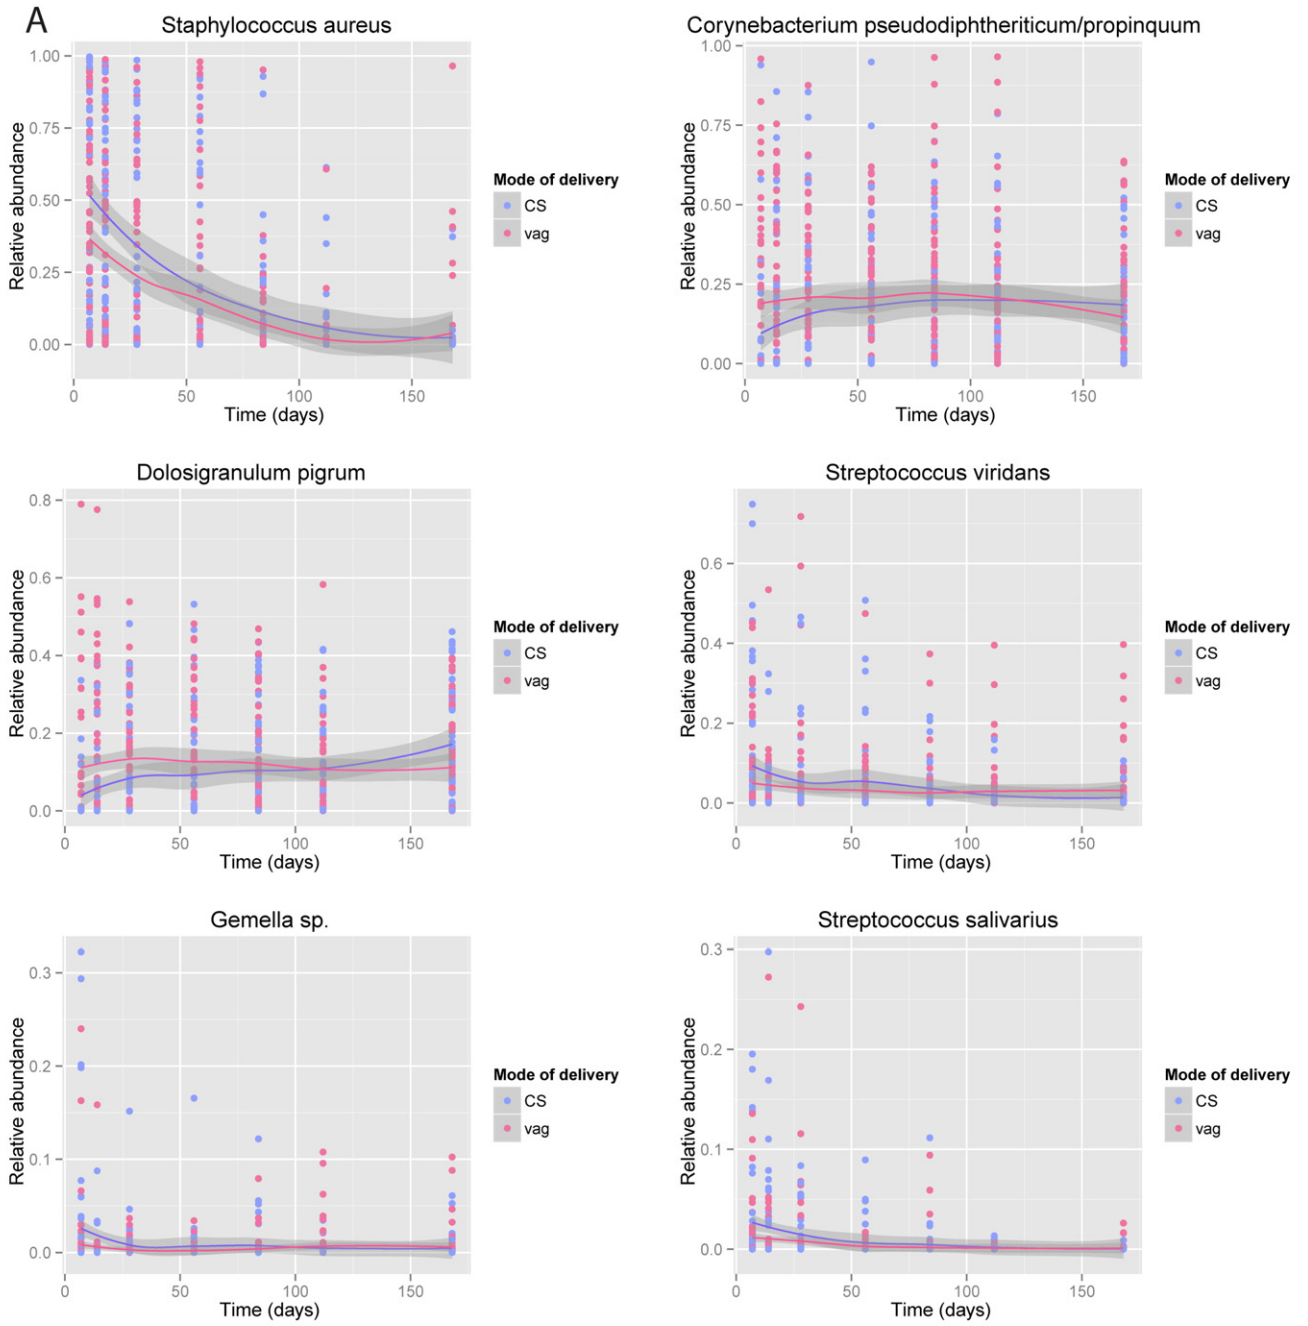 A
Staphylococcus aureus
1.00
0.75
0.50
0.25
0.00
Relative abundance
0 50 100 150
Time (days)
Mode of delivery
CS
vag
Corynebacterium pseudodiphtheriticum/propinquum
1.00
0.75
0.50
0.25
0.00
Relative abundance
0 50 100 150
Time (days)
Mode of delivery
CS
vag
Dolosigranulum pigrum
0.8
0.6
0.4
0.2
0.0
Relative abundance
0 50 100 150
Time (days)
Mode of delivery
CS
vag
Streptococcus viridans
0.6
0.4
0.2
0.0
Relative abundance
0 50 100 150
Time (days)
Mode of delivery
CS
vag
Gemella sp.
0.3
0.2
0.1
0.0
Relative abundance
0 50 100 150
Time (days)
Mode of delivery
CS
vag
Streptococcus salivarius
0.3
0.2
0.1
0.0
Relative abundance
0 50 100 150
Time (days)
Mode of delivery
CS
vag